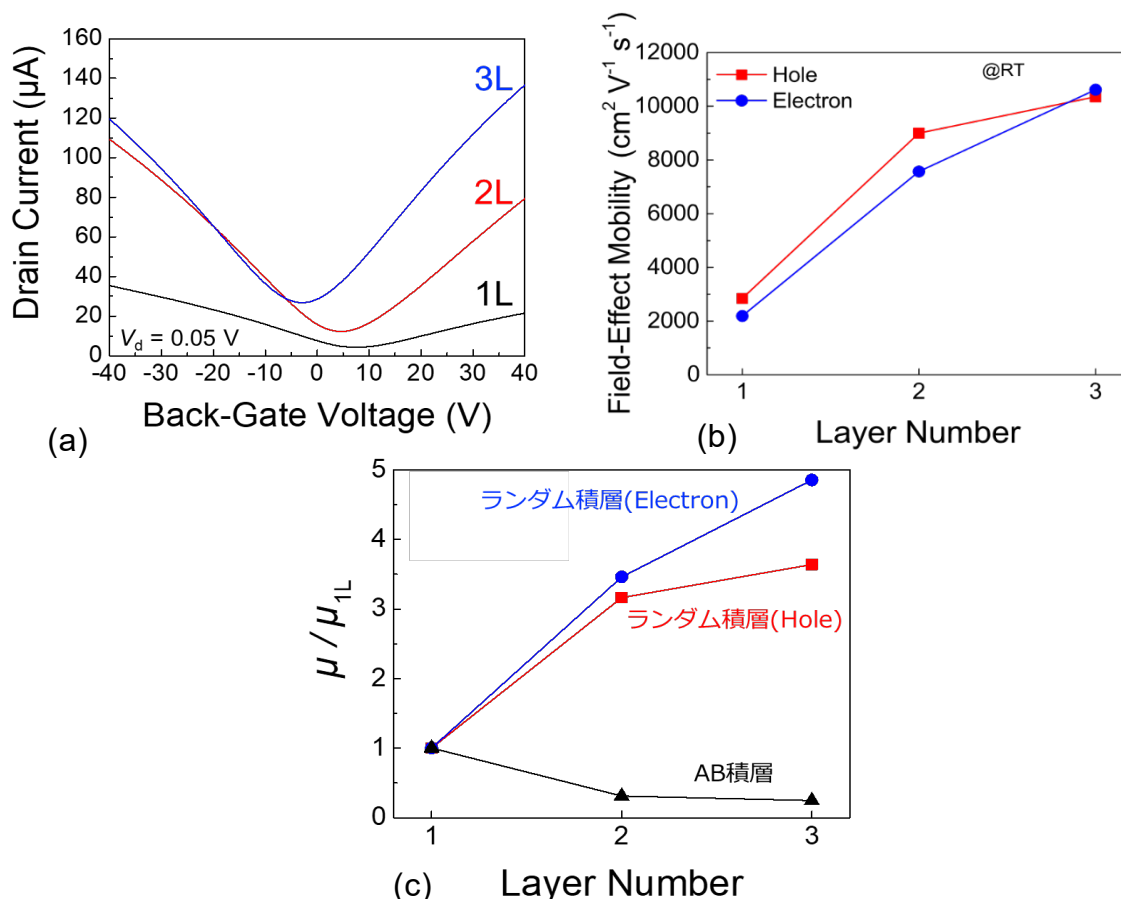 160
140
120
100
80
60
40
20
0
Drain Current (µA)
3L
2L
1L
V_d = 0.05 V
-40 -30 -20 -10 0 10 20 30 40
Back-Gate Voltage (V)
(a)
12000
10000
8000
6000
4000
2000
0
Field-Effect Mobility (cm² V⁻¹ s⁻¹)
Hole
Electron
@RT
1 2 3
Layer Number
(b)
5
4
3
2
1
0
µ / µ_1L
ランダム積層(Electron)
ランダム積層(Hole)
AB積層
1 2 3
Layer Number
(c)